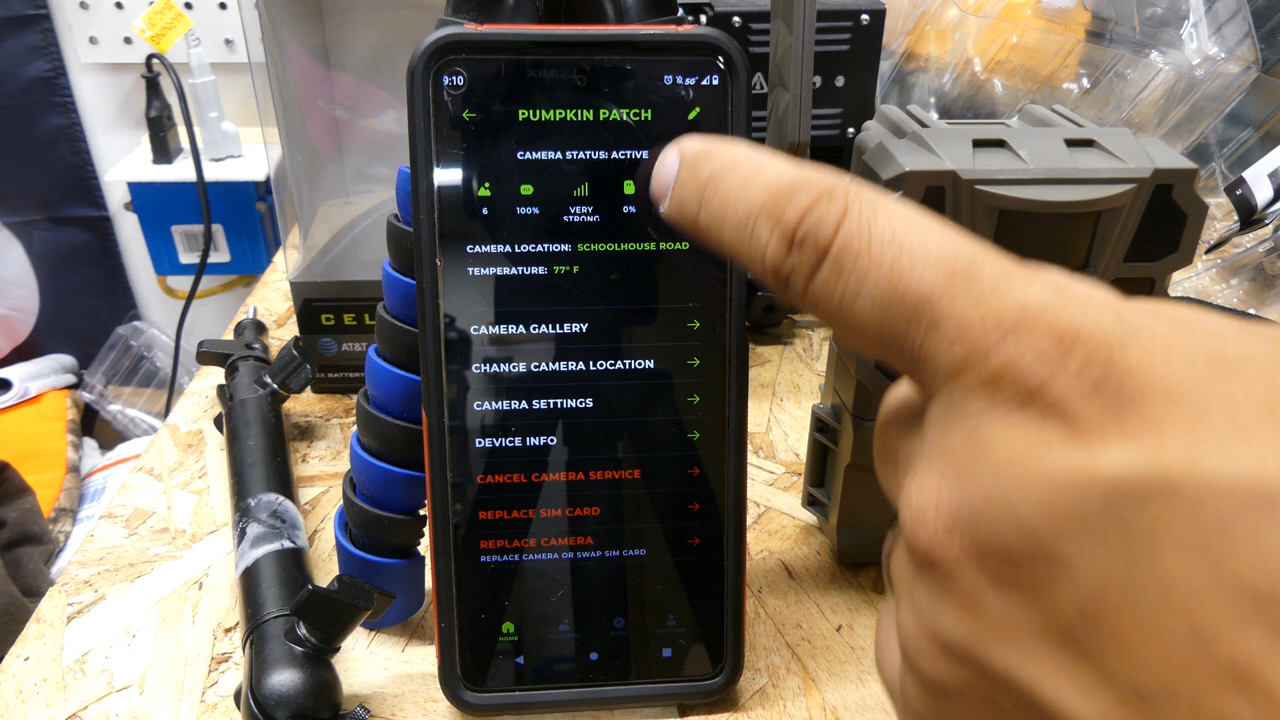 9:10
5G
PUMPKIN PATCH
CAMERA STATUS: ACTIVE
6
100%
VERY
STRONG
0%
CAMERA LOCATION: SCHOOLHOUSE ROAD
TEMPERATURE: 77° F
CAMERA GALLERY
CHANGE CAMERA LOCATION
CAMERA SETTINGS
DEVICE INFO
CANCEL CAMERA SERVICE
REPLACE SIM CARD
REPLACE CAMERA
REPLACE CAMERA OR SWAP SIM CARD
HOME
CEL
AT&T
BATTERY